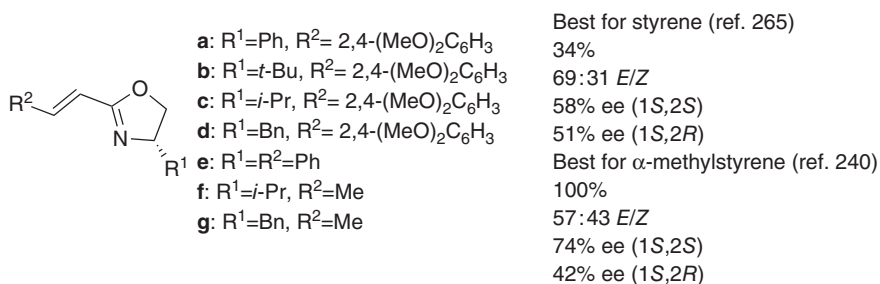 R²
O
N
R¹
a: R¹=Ph, R²= 2,4-(MeO)₂C₆H₃
b: R¹=t-Bu, R²= 2,4-(MeO)₂C₆H₃
c: R¹=i-Pr, R²= 2,4-(MeO)₂C₆H₃
d: R¹=Bn, R²= 2,4-(MeO)₂C₆H₃
e: R¹=R²=Ph
f: R¹=i-Pr, R²=Me
g: R¹=Bn, R²=Me
Best for styrene (ref. 265)
34%
69:31 E/Z
58% ee (1S,2S)
51% ee (1S,2R)
Best for α-methylstyrene (ref. 240)
100%
57:43 E/Z
74% ee (1S,2S)
42% ee (1S,2R)